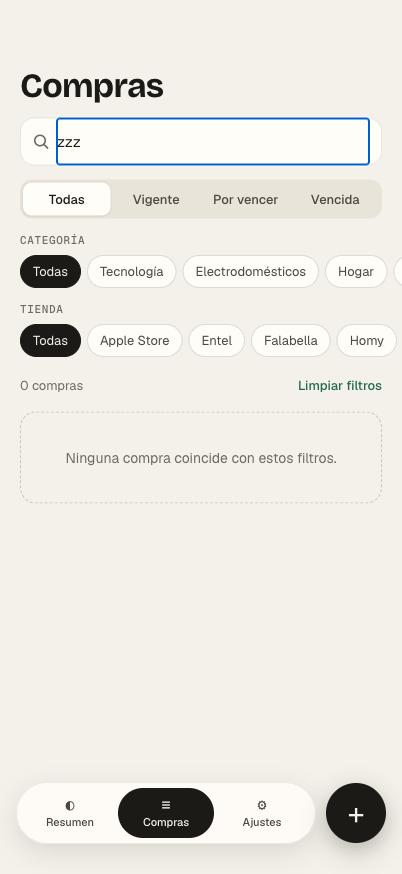 Compras
zzz
Todas Vigente Por vencer Vencida
CATEGORÍA
Todas Tecnología Electrodomésticos Hogar
TIENDA
Todas Apple Store Entel Falabella Homy
0 compras Limpiar filtros
Ninguna compra coincide con estos filtros.
Resumen Compras Ajustes +